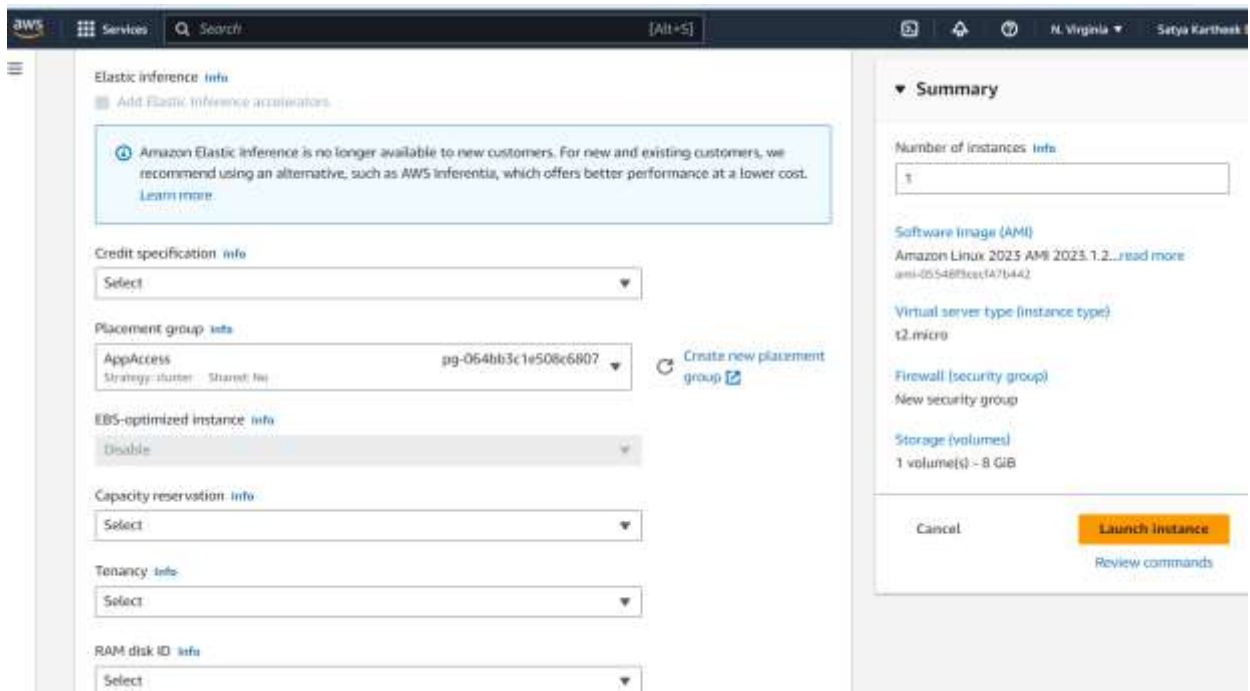 aws
Services
Search
[Alt+S]
N. Virginia
Satya Kartheek
Elastic inference Info
Add Elastic Inference accelerators
Amazon Elastic Inference is no longer available to new customers. For new and existing customers, we
recommend using an alternative, such as AWS Inferentia, which offers better performance at a lower cost.
Learn more
Credit specification Info
Select
Placement group Info
AppAccess pg-064bb3c1e508c6807
Strategy: cluster Shared: No
Create new placement
group
EBS-optimized instance Info
Disable
Capacity reservation Info
Select
Tenancy Info
Select
RAM disk ID Info
Select
Summary
Number of instances Info
1
Software Image (AMI)
Amazon Linux 2023 AMI 2023.1.2...read more
Virtual server type (instance type)
t2.micro
Firewall (security group)
New security group
Storage (volumes)
1 volume(s) - 8 GiB
Cancel
Launch instance
Review commands